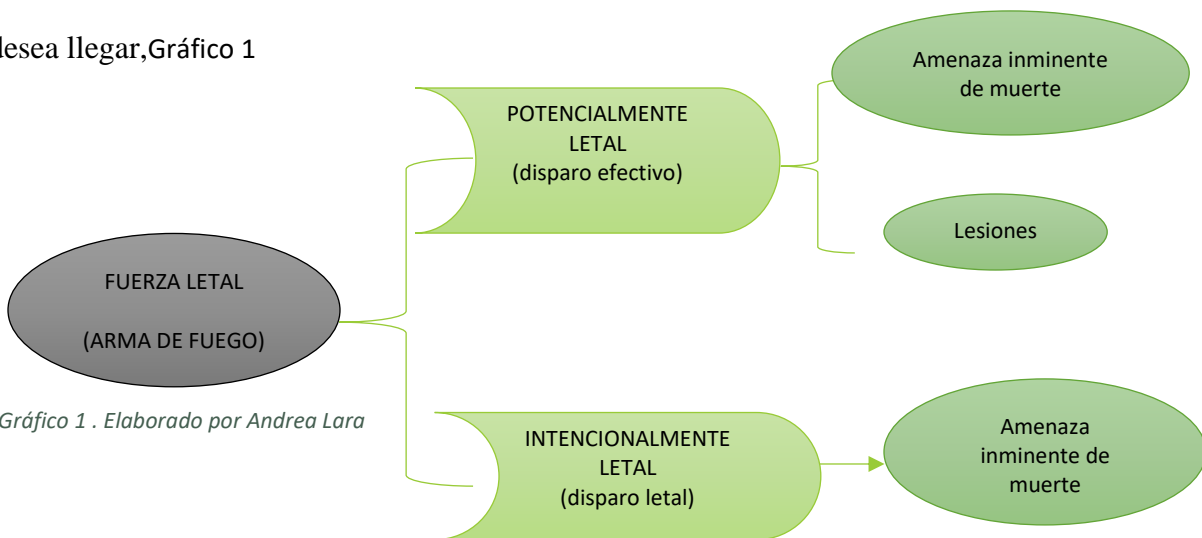 desea llegar,Gráfico 1
Amenaza inminente
de muerte
POTENCIALMENTE
LETAL
(disparo efectivo)
Lesiones
FUERZA LETAL
(ARMA DE FUEGO)
Gráfico 1 . Elaborado por Andrea Lara
INTENCIONALMENTE
LETAL
(disparo letal)
Amenaza
inminente de
muerte